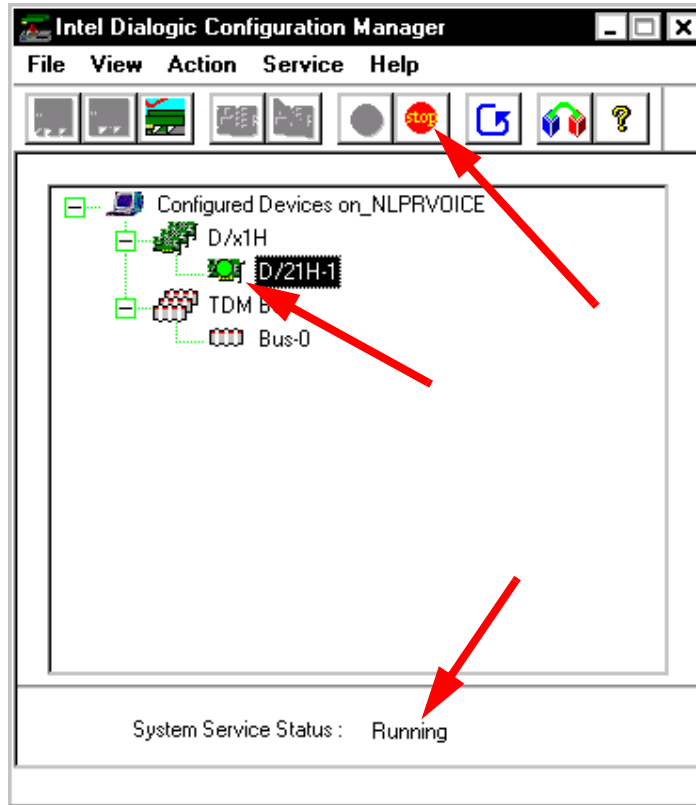 Intel Dialogic Configuration Manager
File View Action Service Help
stop ?
Configured Devices on_NLPRVOICE
D/x1H
D/21H-1
TDM B
Bus-0
System Service Status : Running